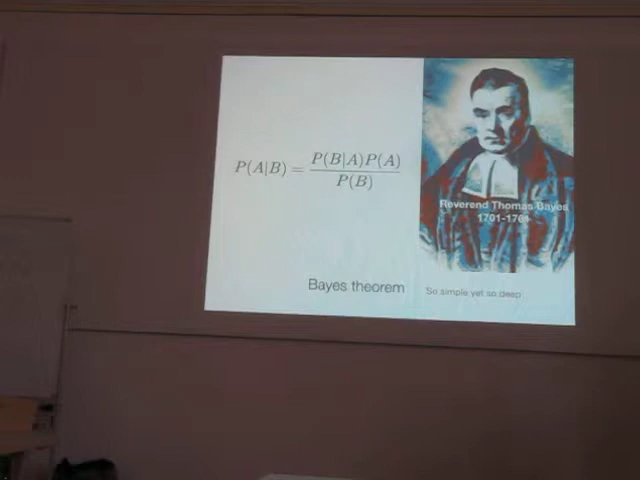 P(A|B) = P(B|A)P(A) / P(B)
Reverend Thomas Bayes
1701-1761
Bayes theorem
So simple yet so deep